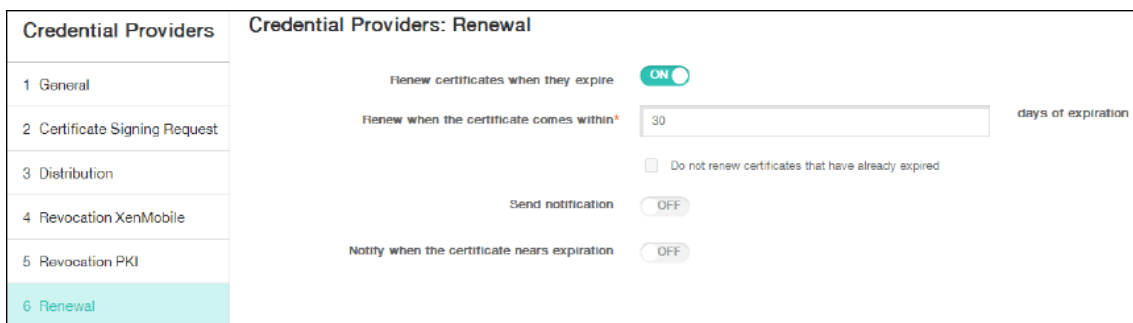 Credential Providers
1 General
2 Certificate Signing Request
3 Distribution
4 Revocation XenMobile
5 Revocation PKI
6 Renewal
Credential Providers: Renewal
Renew certificates when they expire ON
Renew when the certificate comes within* 30 days of expiration
Do not renew certificates that have already expired
Send notification OFF
Notify when the certificate nears expiration OFF